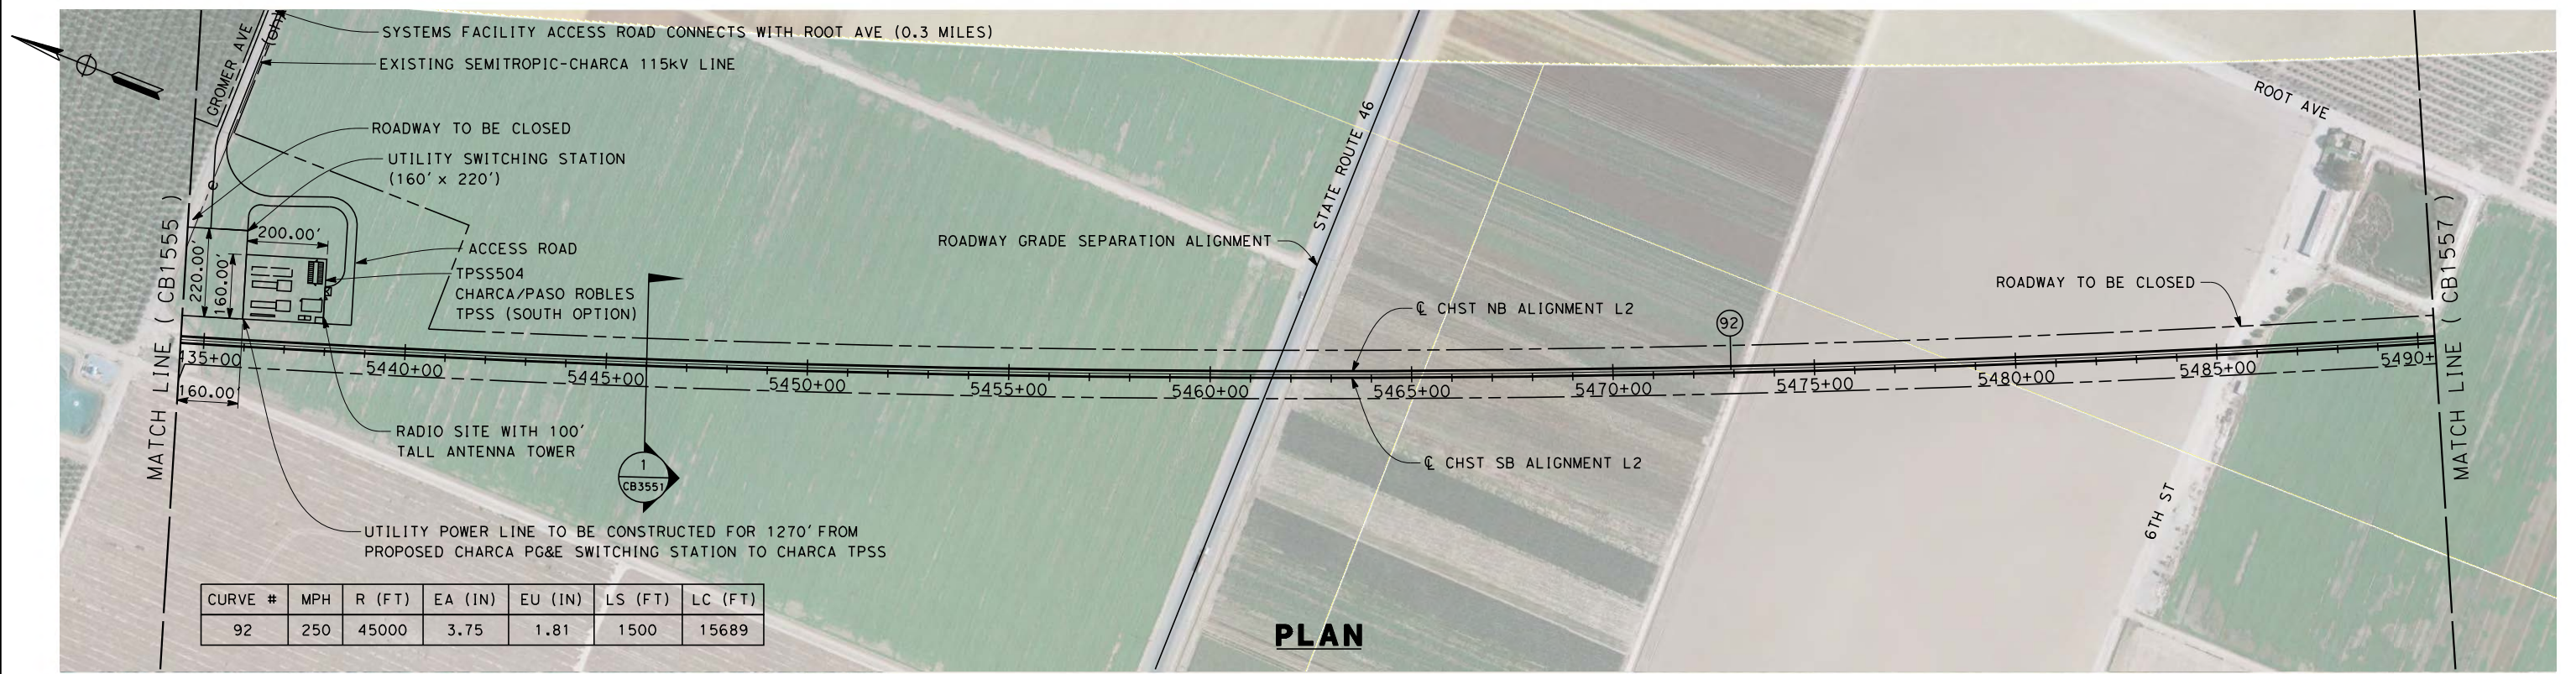 SYSTEMS FACILITY ACCESS ROAD CONNECTS WITH ROOT AVE (0.3 MILES)
EXISTING SEMITROPIC-CHARCA 115kV LINE
GROMER AVE
ROADWAY TO BE CLOSED
UTILITY SWITCHING STATION
(160' x 220')
e
200.00'
220.00'
160.00'
ACCESS ROAD
TPSS504
CHARCA/PASO ROBLES
TPSS (SOUTH OPTION)
MATCH LINE ( CB1555 )
STATE ROUTE 46
ROADWAY GRADE SEPARATION ALIGNMENT
℄ CHST NB ALIGNMENT L2
92
ROADWAY TO BE CLOSED
ROOT AVE
MATCH LINE ( CB1557 )
135+00
5440+00
5445+00
5450+00
5455+00
5460+00
5465+00
5470+00
5475+00
5480+00
5485+00
5490+
160.00'
RADIO SITE WITH 100'
TALL ANTENNA TOWER
1
CB3551
℄ CHST SB ALIGNMENT L2
6TH ST
UTILITY POWER LINE TO BE CONSTRUCTED FOR 1270' FROM
PROPOSED CHARCA PG&E SWITCHING STATION TO CHARCA TPSS
CURVE # MPH R (FT) EA (IN) EU (IN) LS (FT) LC (FT)
92 250 45000 3.75 1.81 1500 15689
PLAN